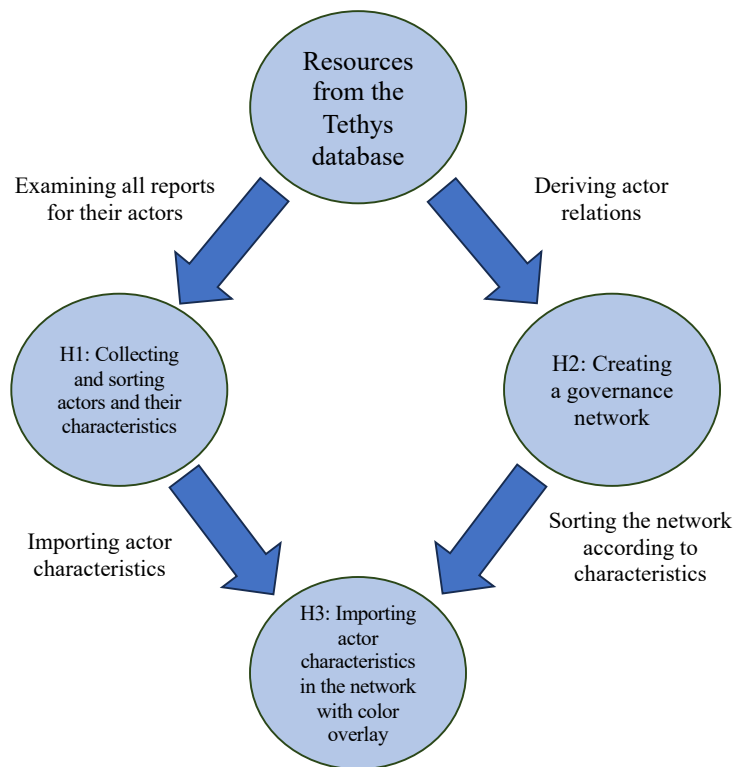 Resources
from the
Tethys
database
Examining all reports
for their actors
Deriving actor
relations
H1: Collecting
and sorting
actors and their
characteristics
H2: Creating
a governance
network
Importing actor
characteristics
Sorting the network
according to
characteristics
H3: Importing
actor
characteristics
in the network
with color
overlay